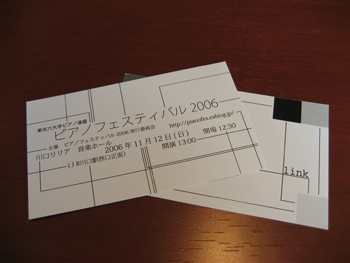 東京六大学ピアノ連盟
ピアノフェスティバル 2006
主催 ピアノフェスティバル 2006 実行委員会 http://pianofes.exblog.jp/
川口リリア 音楽ホール 2006 年 11 月 12 日 (日) 開場 12:30
(JR川口駅西口正面) 開演 13:00
link